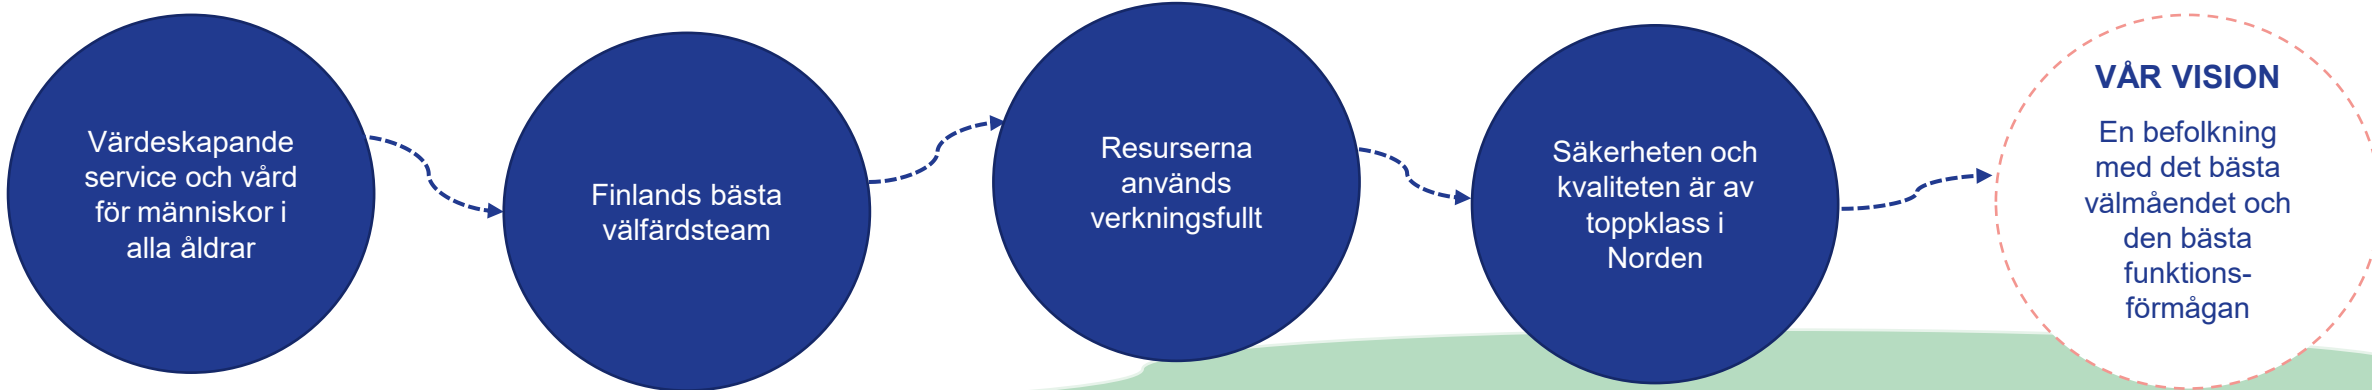 Värdeskapande
service och vård
för människor i
alla åldrar
Finlands bästa
välfärdsteam
Resurserna
används
verkningsfullt
Säkerheten och
kvaliteten är av
toppklass i
Norden
VÅR VISION
En befolkning
med det bästa
välmåendet och
den bästa
funktions-
förmågan